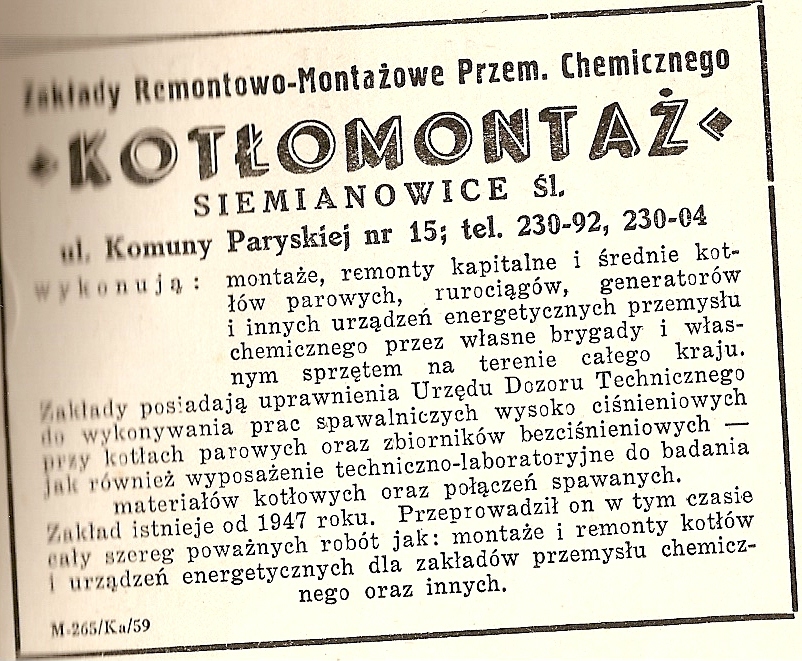 Zakłady Remontowo-Montażowe Przem. Chemicznego
KOTŁOMONTAŻ
SIEMIANOWICE Śl.
ul. Komuny Paryskiej nr 15; tel. 230-92, 230-04
wykonują: montaże, remonty kapitalne i średnie kot-
łów parowych, rurociągów, generatorów
i innych urządzeń energetycznych przemysłu
chemicznego przez własne brygady i włas-
nym sprzętem na terenie całego kraju.
Zakłady posiadają uprawnienia Urzędu Dozoru Technicznego
do wykonywania prac spawalniczych wysoko ciśnieniowych
przy kotłach parowych oraz zbiorników bezciśnieniowych —
jak również wyposażenie techniczno-laboratoryjne do badania
materiałów kotłowych oraz połączeń spawanych.
Zakład istnieje od 1947 roku. Przeprowadził on w tym czasie
cały szereg poważnych robót jak: montaże i remonty kotłów
i urządzeń energetycznych dla zakładów przemysłu chemicz-
nego oraz innych.
M-265/Ka/59